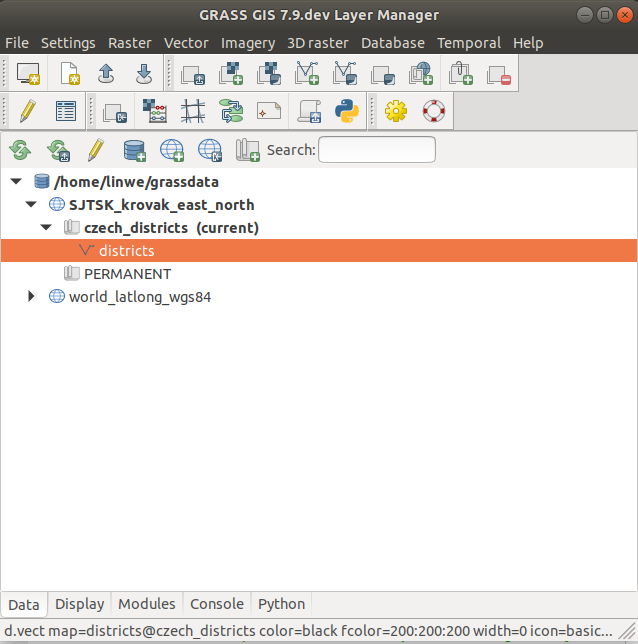 GRASS GIS 7.9.dev Layer Manager
File Settings Raster Vector Imagery 3D raster Database Temporal Help
Search:
/home/linwe/grassdata
SJTSK_krovak_east_north
czech_districts (current)
districts
PERMANENT
world_latlong_wgs84
Data Display Modules Console Python
d.vect map=districts@czech_districts color=black fcolor=200:200:200 width=0 icon=basic...